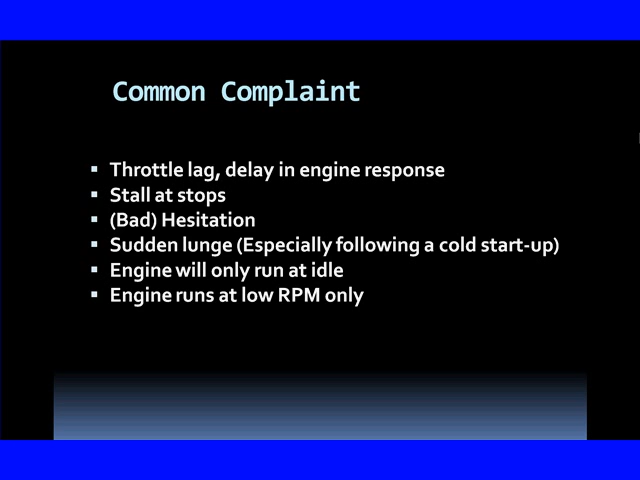 Common Complaint
Throttle lag, delay in engine response
Stall at stops
(Bad) Hesitation
Sudden lunge (Especially following a cold start-up)
Engine will only run at idle
Engine runs at low RPM only